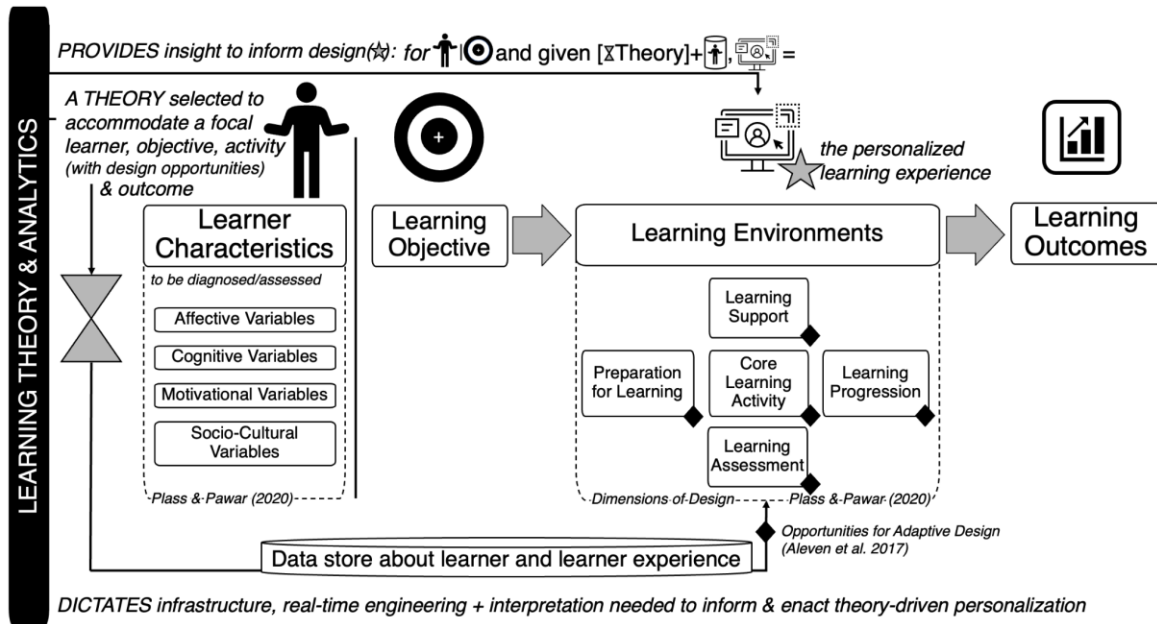 LEARNING THEORY & ANALYTICS
PROVIDES insight to inform design(☆): for | and given [⧖Theory]+ , =
A THEORY selected to
accommodate a focal
learner, objective, activity
(with design opportunities)
& outcome
the personalized
learning experience
Learner
Characteristics
Learning
Objective
Learning Environments
Learning
Outcomes
to be diagnosed/assessed
Affective Variables
Cognitive Variables
Motivational Variables
Socio-Cultural
Variables
Plass & Pawar (2020)
Learning
Support
Preparation
for Learning
Core
Learning
Activity
Learning
Progression
Learning
Assessment
Dimensions of Design
Plass & Pawar (2020)
Opportunities for Adaptive Design
(Aleven et al. 2017)
Data store about learner and learner experience
DICTATES infrastructure, real-time engineering + interpretation needed to inform & enact theory-driven personalization